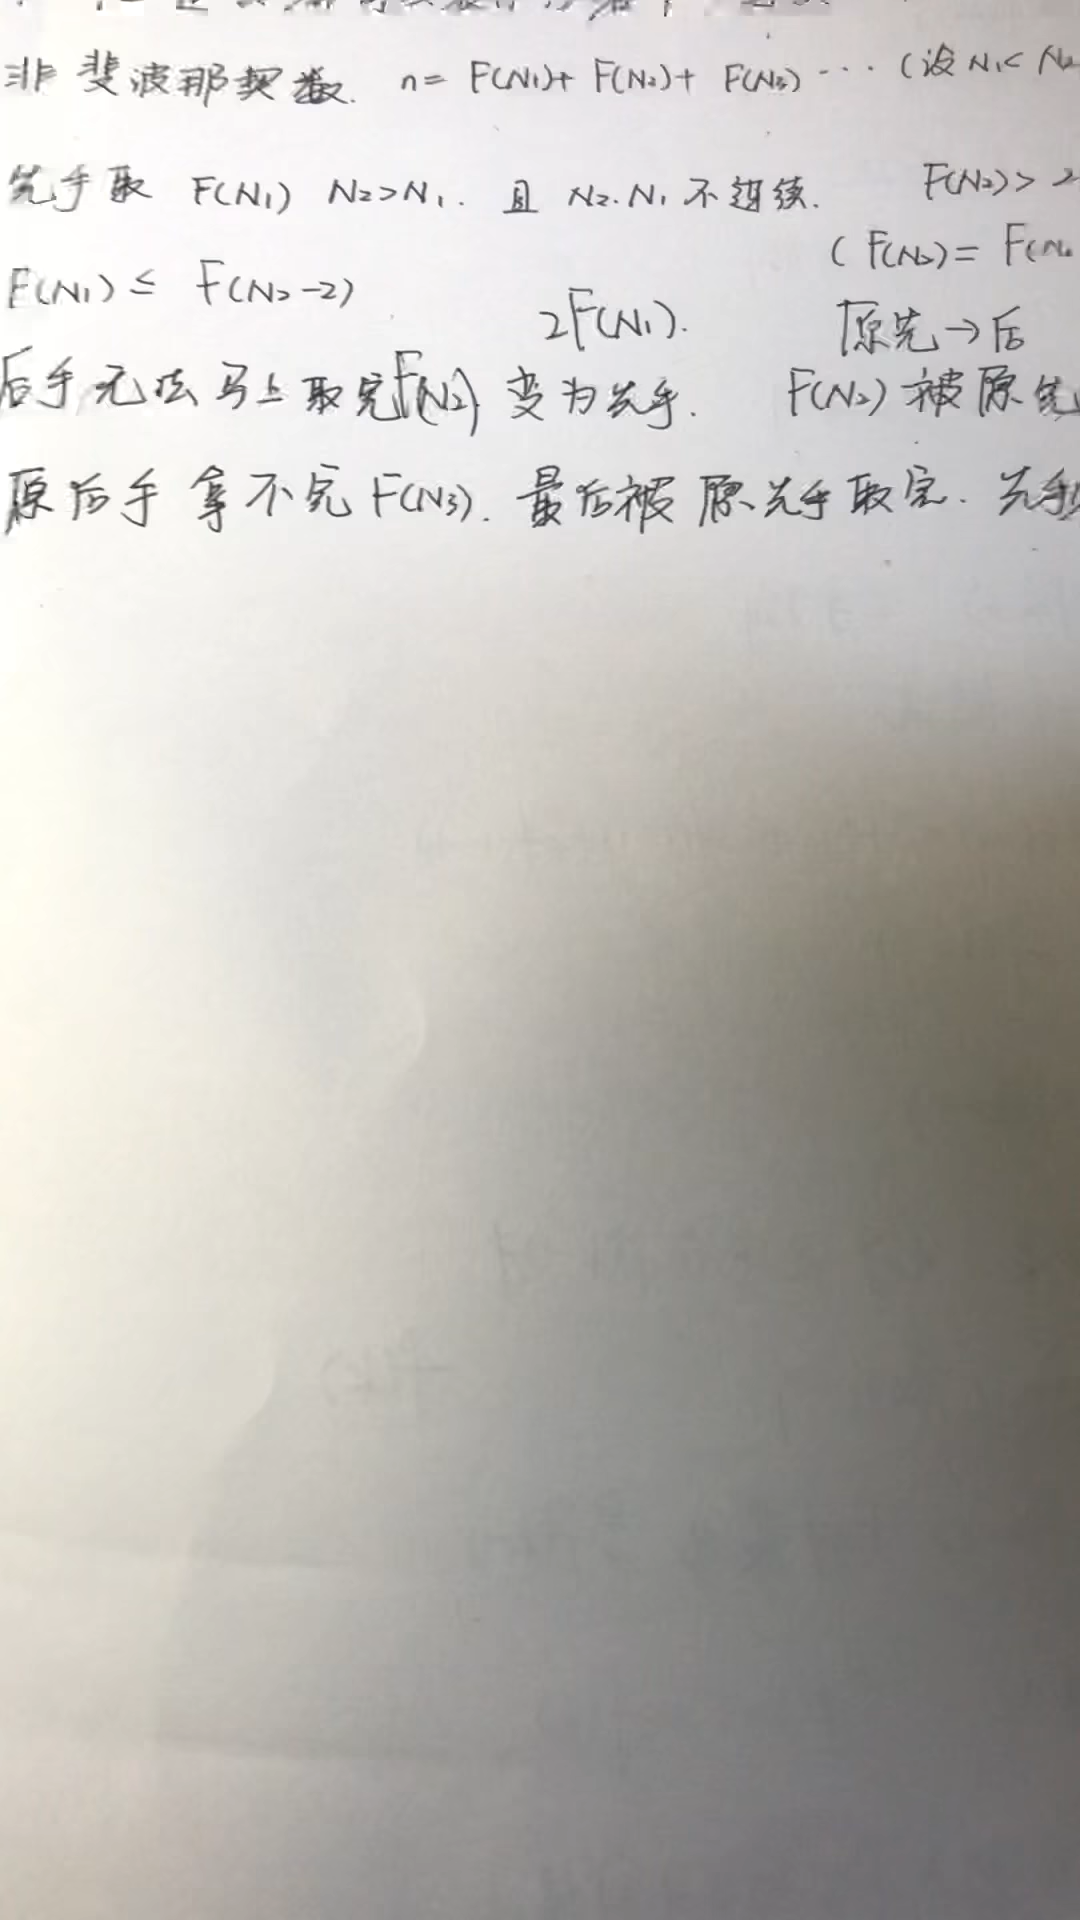 非斐波那契数. n= F(N₁)+ F(N₂)+ F(N₃) ··· (设 N₁< N₂
先手取 F(N₁) N₂>N₁. 且 N₂.N₁ 不连续. F(N₂)> 2
(F(N₂)= F(N₂
F(N₁) ≤ F(N₂-2)
2F(N₁). 原先→后
后手无法马上取完F(N₂) 变为先手. F(N₂) 被原先
原后手拿不完F(N₃). 最后被原先手取完. 先手